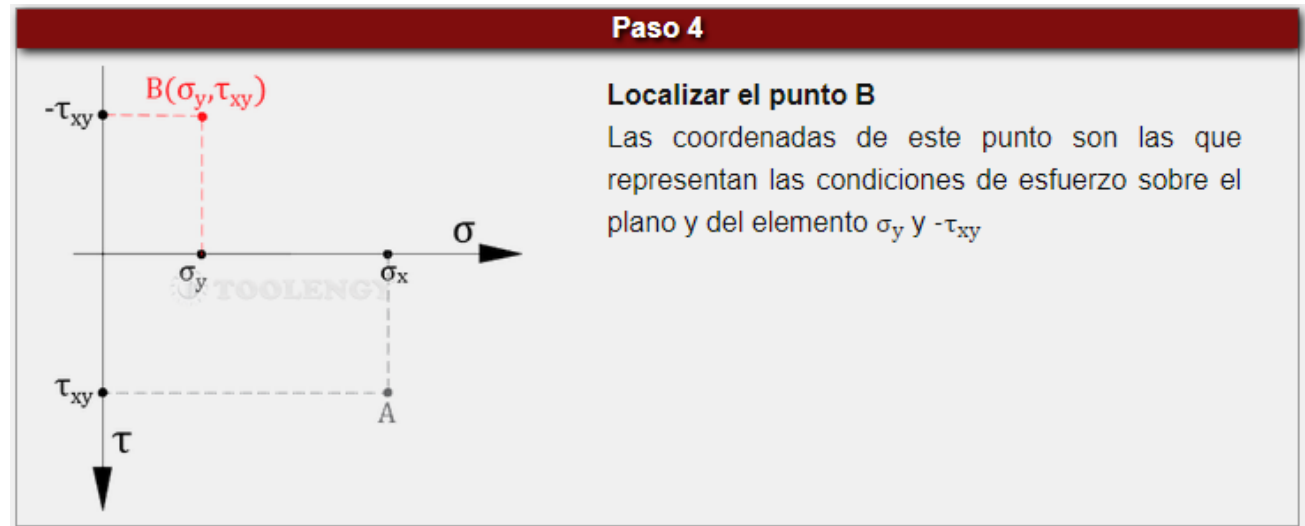 Paso 4
B(σy,τxy)
-τxy
σ
σy
σx
TOOLENGY
τxy
A
τ
Localizar el punto B
Las coordenadas de este punto son las que
representan las condiciones de esfuerzo sobre el
plano y del elemento σy y -τxy